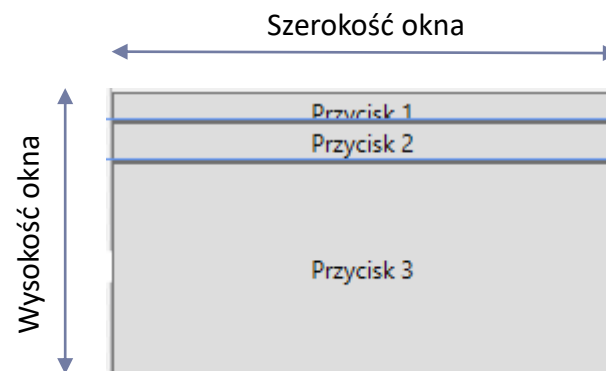 Szerokość okna
Wysokość okna
Przycisk 1
Przycisk 2
Przycisk 3